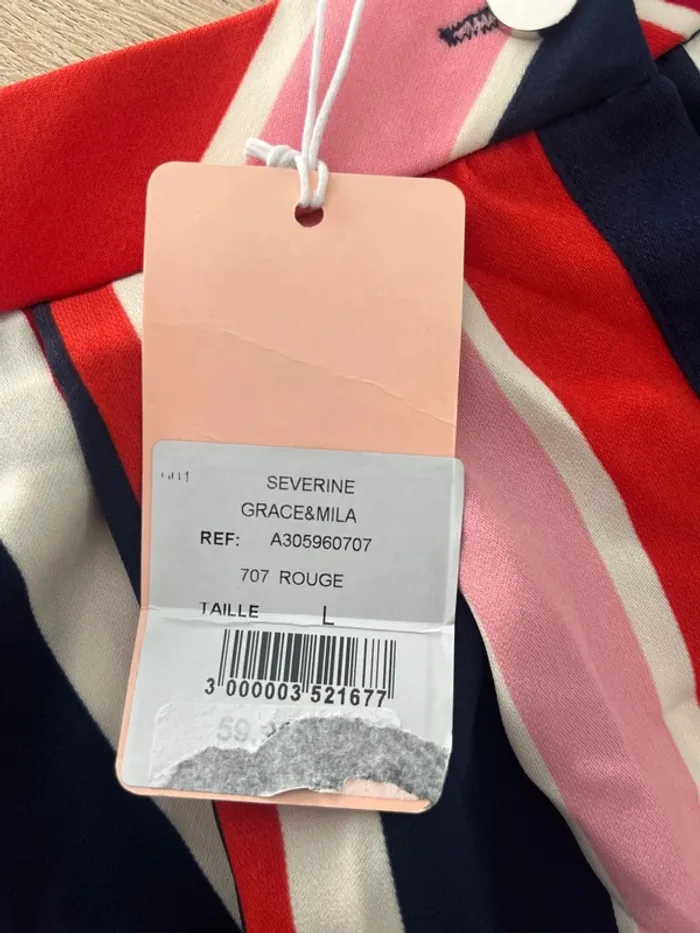 SEVERINE
GRACE&MILA
REF: A305960707
707 ROUGE
TAILLE L
3 000003 521677